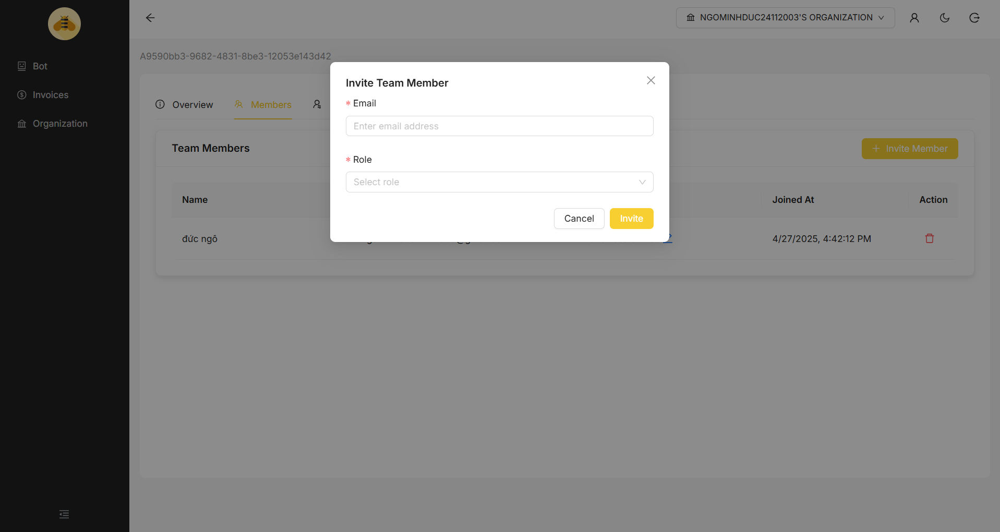 NGOMINHDUC24112003'S ORGANIZATION
Bot
Invoices
Organization
A9590bb3-9682-4831-8be3-12053e143d42
Overview
Members
Team Members
Invite Member
Name
Joined At
Action
đức ngô
4/27/2025, 4:42:12 PM
Invite Team Member
* Email
Enter email address
* Role
Select role
Cancel
Invite